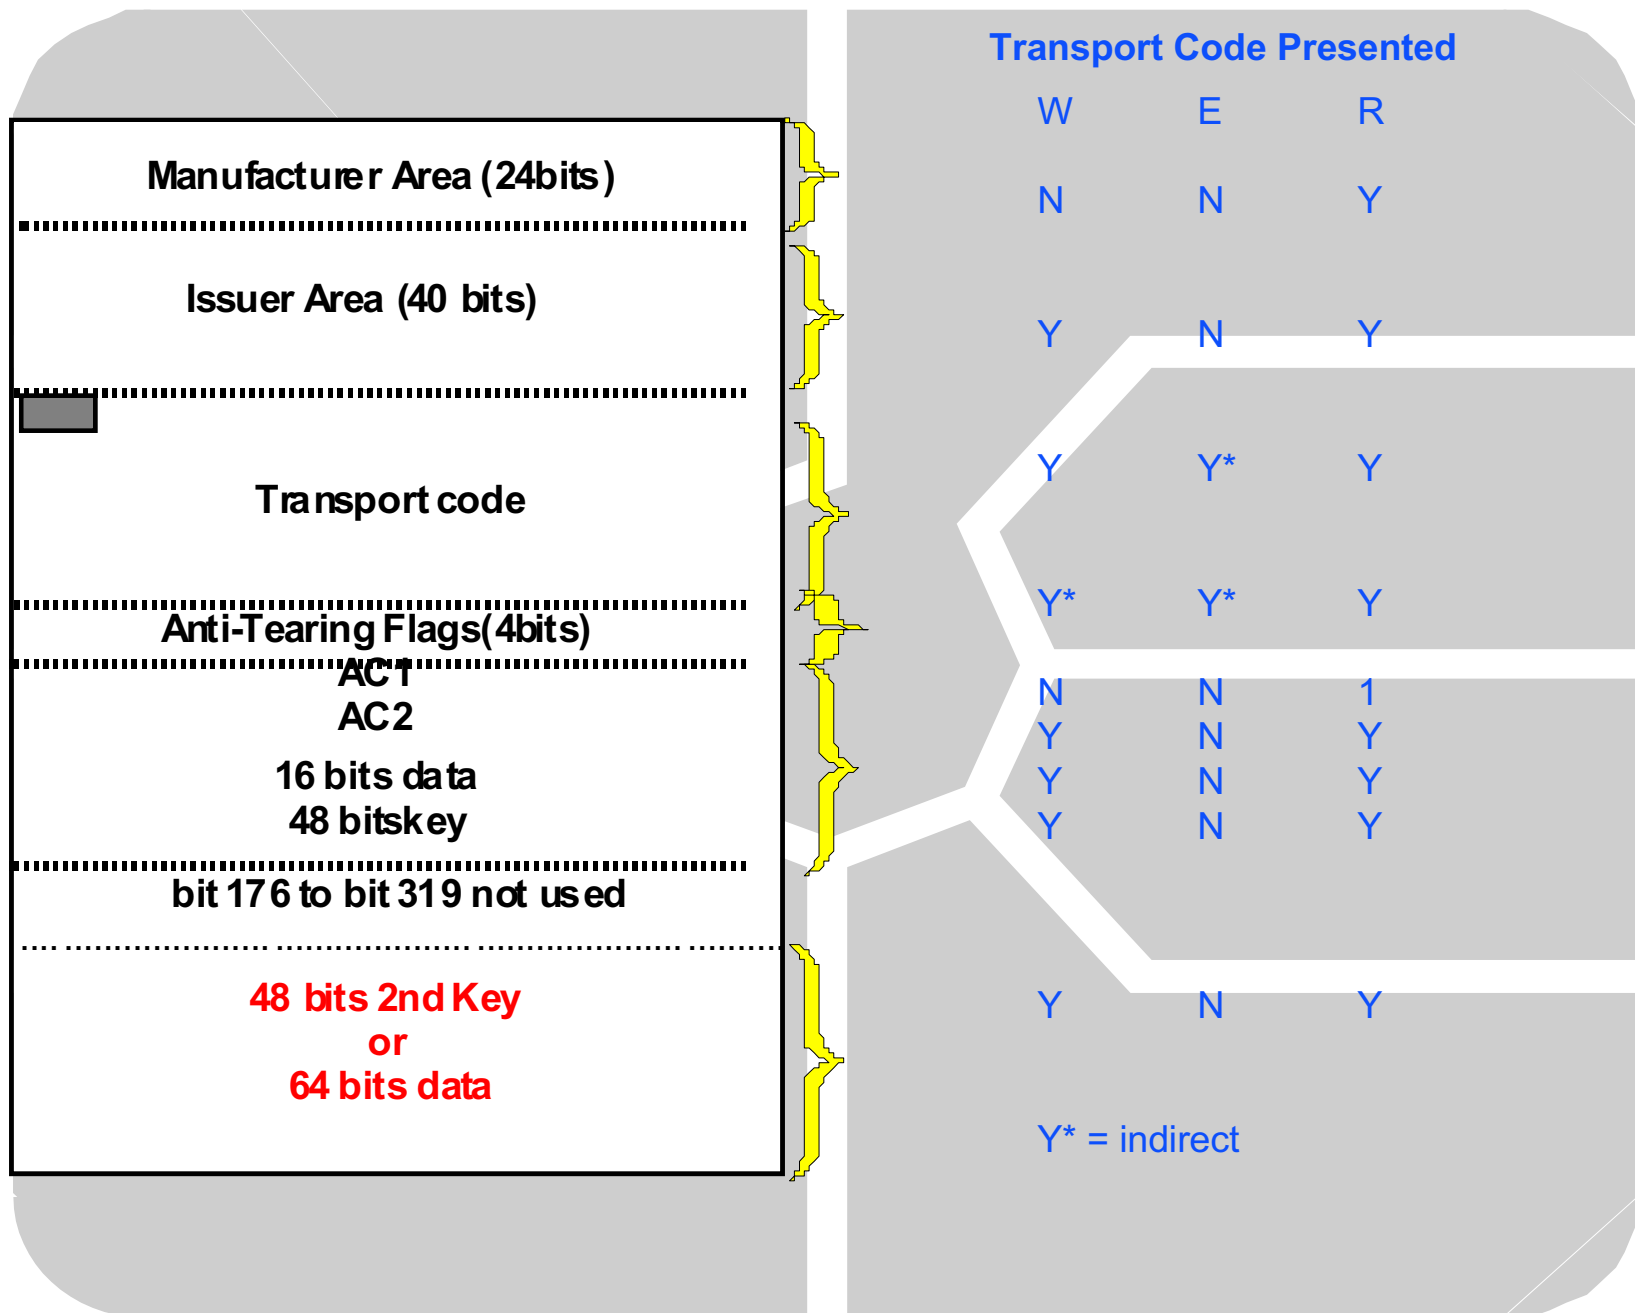 Transport Code Presented
W E R
Manufacturer Area (24bits)
N N Y
Issuer Area (40 bits)
Y N Y
Transport code
Y Y* Y
Anti-Tearing Flags(4bits)
Y* Y* Y
AC1
N N 1
AC2
Y N Y
16 bits data
Y N Y
48 bitskey
Y N Y
bit 176 to bit 319 not used
48 bits 2nd Key
Y N Y
or
64 bits data
Y* = indirect